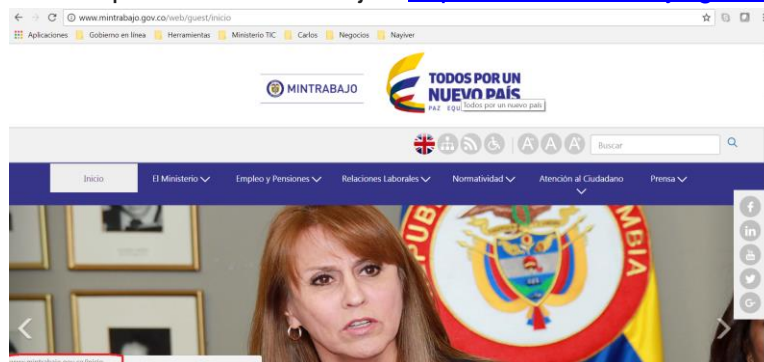 www.mintrabajo.gov.co/web/guest/inicio
Aplicaciones Gobierno en línea Herramientas Ministerio TIC Carlos Negocios Nayiver
MINTRABAJO
TODOS POR UN
NUEVO PAÍS
PAZ
Todos por un nuevo país
A A A Buscar
Inicio El Ministerio Empleo y Pensiones Relaciones Laborales Normatividad Atención al Ciudadano Prensa